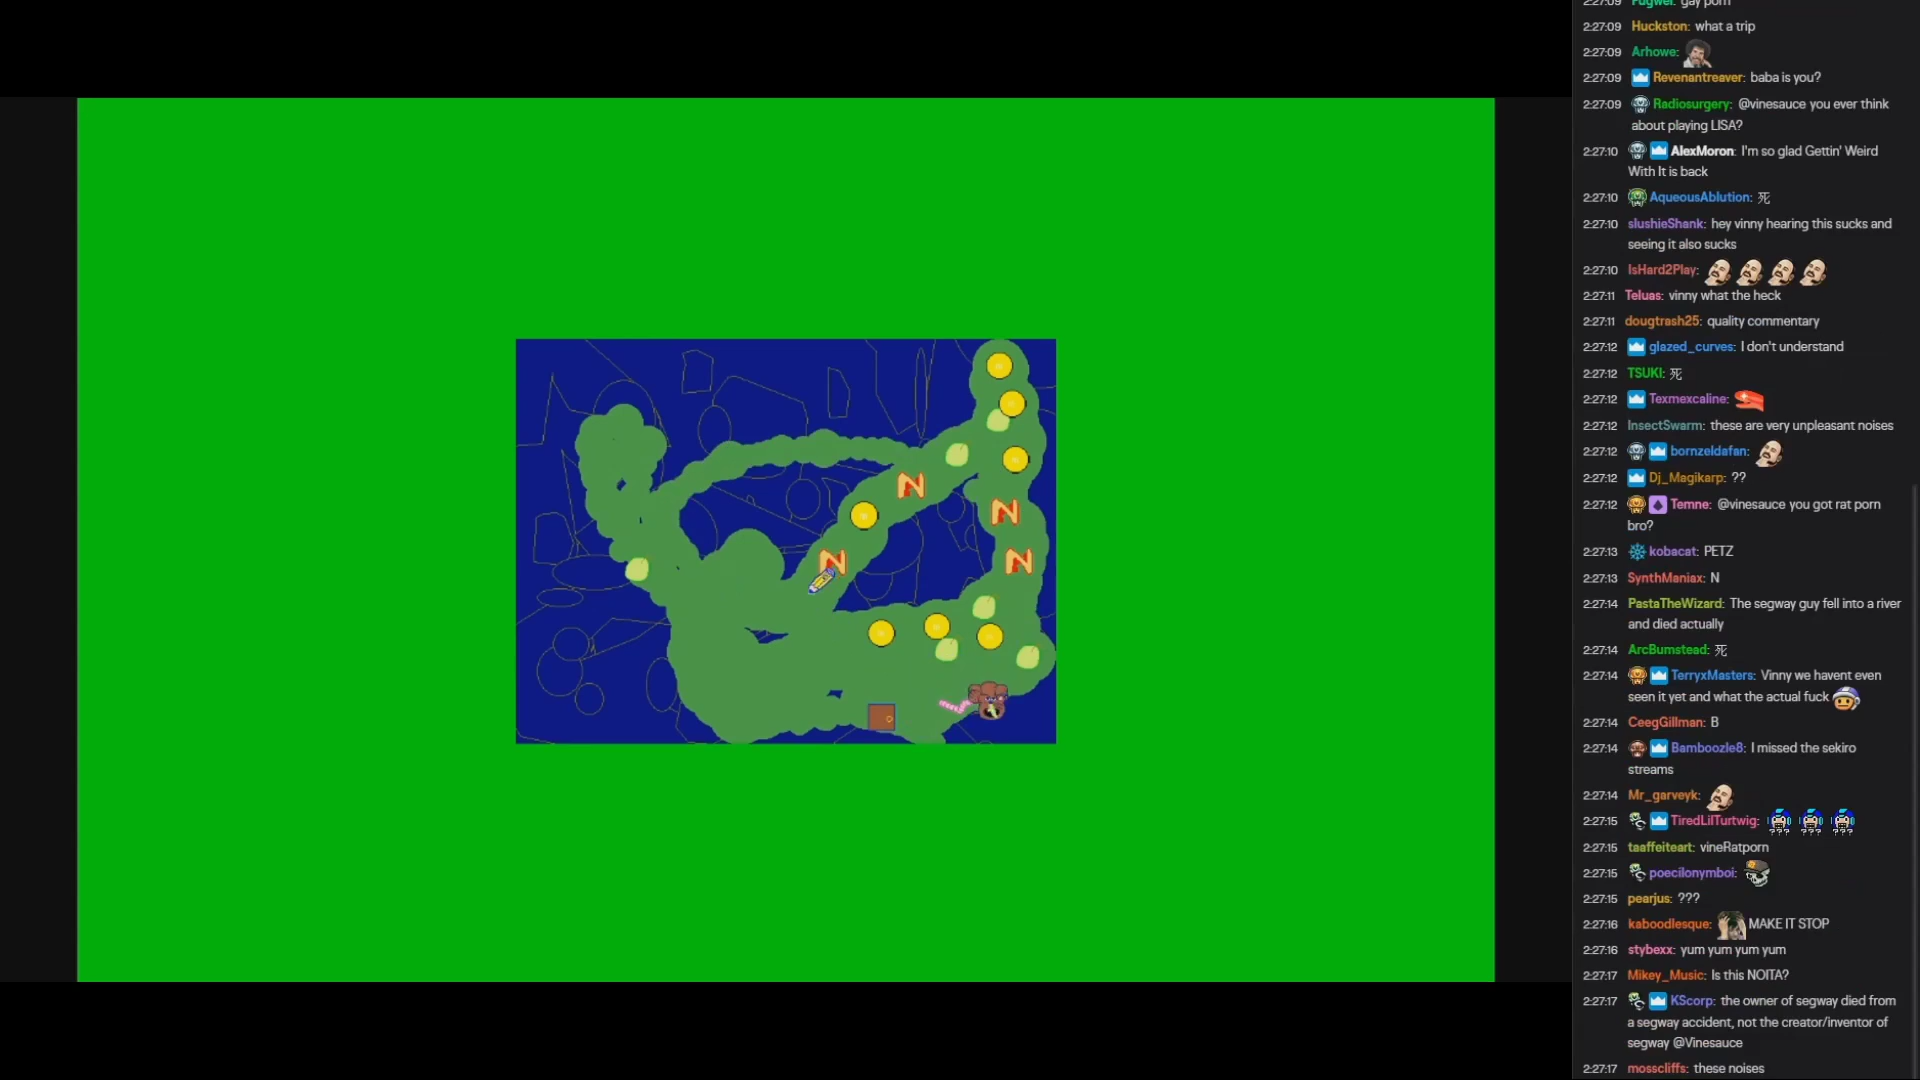 2:27:09 Fugwei: gay porn
2:27:09 Huckston: what a trip
2:27:09 Arhowe:
2:27:09 Revenantreaver: baba is you?
2:27:09 Radiosurgery: @vinesauce you ever think
about playing LISA?
2:27:10 AlexMoron: I'm so glad Gettin' Weird
With It is back
2:27:10 AqueousAblution: 死
2:27:10 slushieShank: hey vinny hearing this sucks and
seeing it also sucks
2:27:10 IsHard2Play:
2:27:11 Teluas: vinny what the heck
2:27:11 dougtrash25: quality commentary
2:27:12 glazed_curves: I don't understand
2:27:12 TSUKI: 死
2:27:12 Texmexcaline:
2:27:12 InsectSwarm: these are very unpleasant noises
2:27:12 bornzeldafan:
2:27:12 Dj_Magikarp: ??
2:27:12 Temne: @vinesauce you got rat porn
bro?
2:27:13 kobacat: PETZ
2:27:13 SynthManiax: N
2:27:14 PastaTheWizard: The segway guy fell into a river
and died actually
2:27:14 ArcBumstead: 死
2:27:14 TerryxMasters: Vinny we havent even
seen it yet and what the actual fuck
2:27:14 CeegGillman: B
2:27:14 Bamboozle8: I missed the sekiro
streams
2:27:14 Mr_garveyk:
2:27:15 TiredLilTurtwig: ??? ??? ???
2:27:15 taaffeiteart: vineRatporn
2:27:15 poecilonymboi:
2:27:15 pearjus: ???
2:27:16 kaboodlesque: MAKE IT STOP
2:27:16 stybexx: yum yum yum yum
2:27:17 Mikey_Music: Is this NOITA?
2:27:17 KScorp: the owner of segway died from
a segway accident, not the creator/inventor of
segway @Vinesauce
2:27:17 mosscliffs: these noises
N
N
N
N